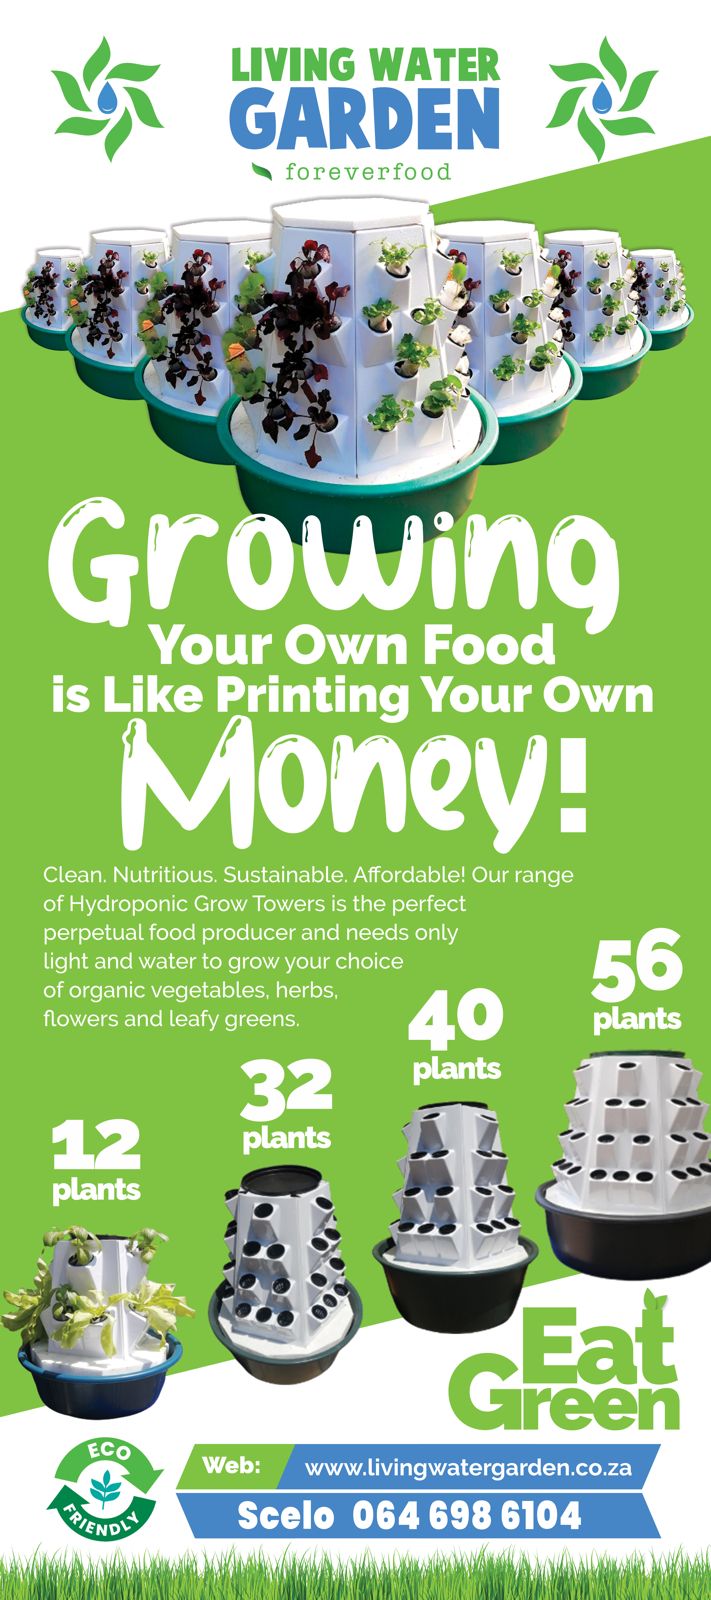 LIVING WATER
GARDEN
foreverfood
Growing
Your Own Food
is Like Printing Your Own
Money!
Clean. Nutritious. Sustainable. Affordable! Our range
of Hydroponic Grow Towers is the perfect
perpetual food producer and needs only
light and water to grow your choice
of organic vegetables, herbs,
flowers and leafy greens.
12
plants
32
plants
40
plants
56
plants
Eat
Green
ECO
FRIENDLY
Web: www.livingwatergarden.co.za
Scelo 064 698 6104